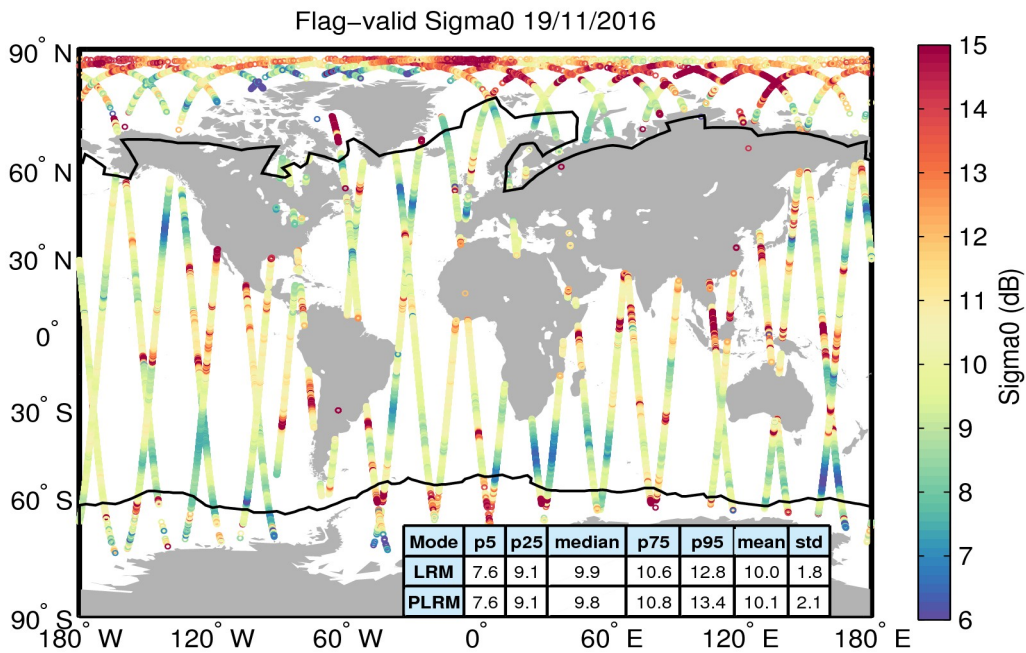 Flag−valid Sigma0 19/11/2016
90° N
60° N
30° N
0°
30° S
60° S
90° S
180° W
120° W
60° W
0°
60° E
120° E
180° E
15
14
13
12
11
10
9
8
7
6
Sigma0 (dB)
Mode p5 p25 median p75 p95 mean std
LRM 7.6 9.1 9.9 10.6 12.8 10.0 1.8
PLRM 7.6 9.1 9.8 10.8 13.4 10.1 2.1